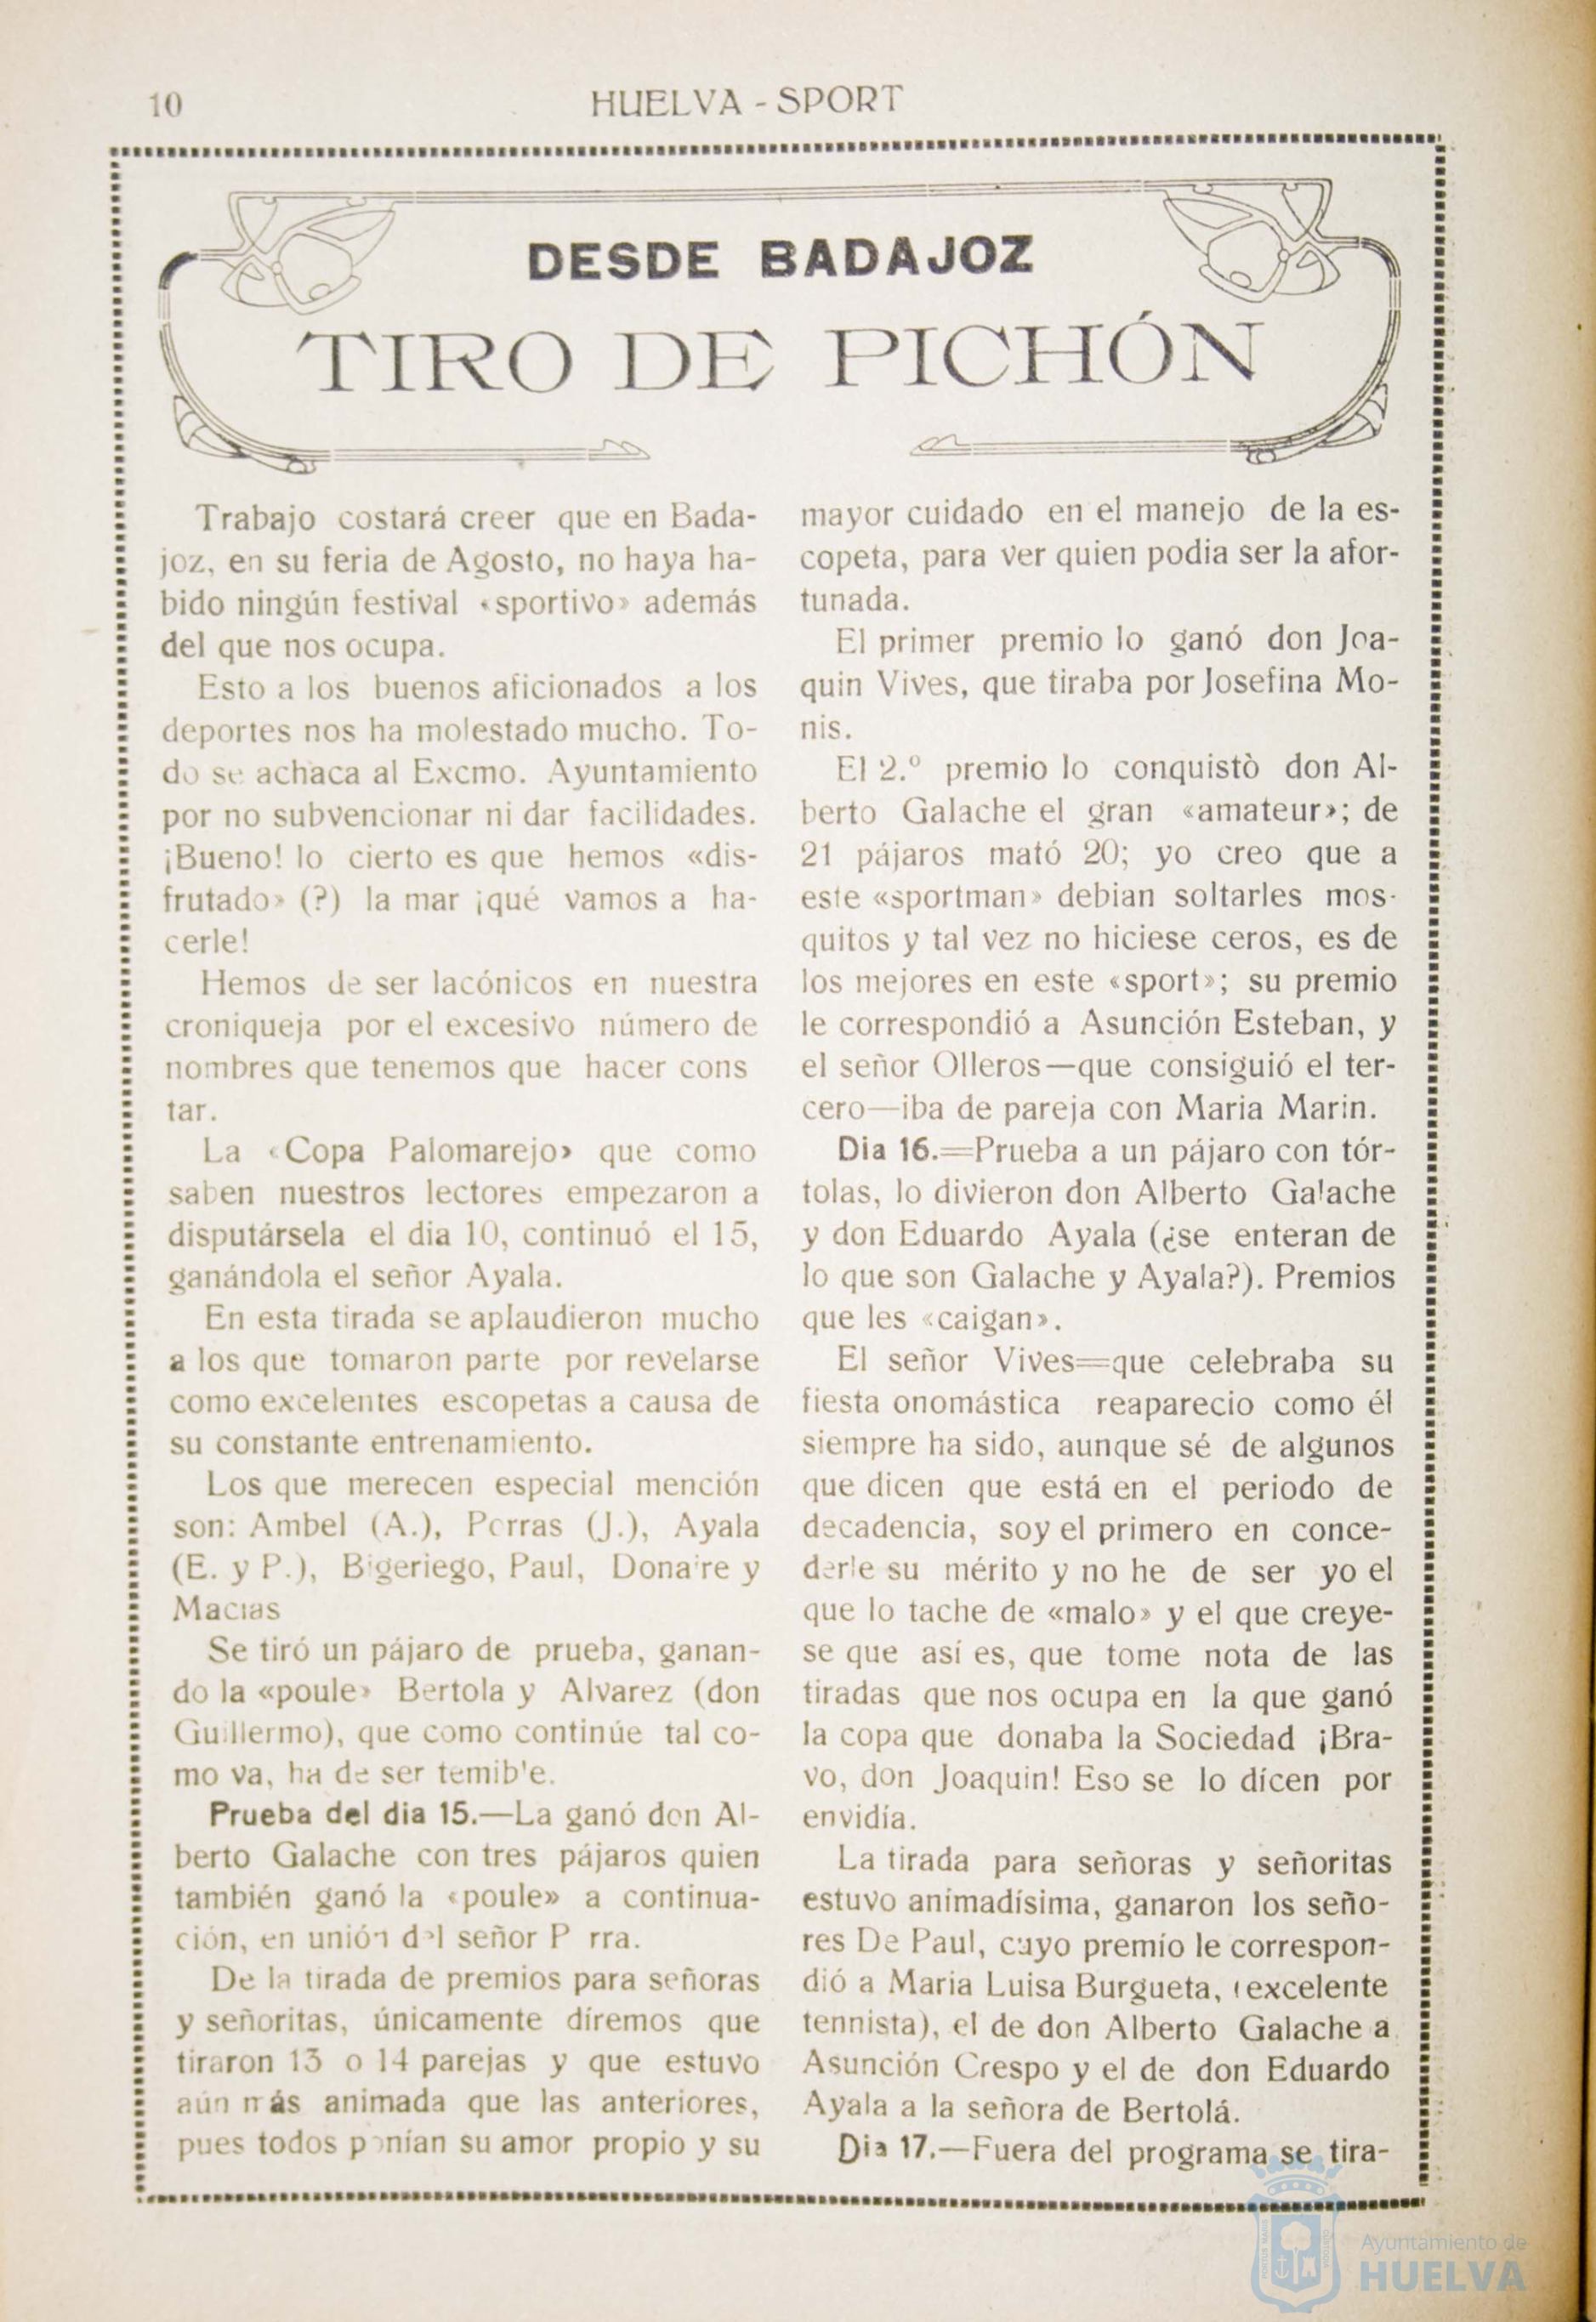 10
HUELVA - SPORT
DESDE BADAJOZ
TIRO DE PICHÓN
Trabajo costará creer que en Bada-
joz, en su feria de Agosto, no haya ha-
bido ningún festival «sportivo» además
del que nos ocupa.
Esto a los buenos aficionados a los
deportes nos ha molestado mucho. To-
do se achaca al Excmo. Ayuntamiento
por no subvencionar ni dar facilidades.
¡Bueno! lo cierto es que hemos «dis-
frutado» (?) la mar ¡qué vamos a ha-
cerle!
Hemos de ser lacónicos en nuestra
croniqueja por el excesivo número de
nombres que tenemos que hacer cons
tar.
La «Copa Palomarejo» que como
saben nuestros lectores empezaron a
disputársela el dia 10, continuó el 15,
ganándola el señor Ayala.
En esta tirada se aplaudieron mucho
a los que tomaron parte por revelarse
como excelentes escopetas a causa de
su constante entrenamiento.
Los que merecen especial mención
son: Ambel (A.), Porras (J.), Ayala
(E. y P.), Bigeriego, Paul, Donaire y
Macias
Se tiró un pájaro de prueba, ganan-
do la «poule» Bertola y Alvarez (don
Guillermo), que como continúe tal co-
mo va, ha de ser temible.
Prueba del dia 15.—La ganó don Al-
berto Galache con tres pájaros quien
también ganó la «poule» a continua-
ción, en unión del señor P rra.
De la tirada de premios para señoras
y señoritas, únicamente díremos que
tiraron 13 o 14 parejas y que estuvo
aún más animada que las anteriores,
pues todos ponían su amor propio y su
mayor cuidado en el manejo de la es-
copeta, para ver quien podia ser la afor-
tunada.
El primer premio lo ganó don Joa-
quin Vives, que tiraba por Josefina Mo-
nis.
El 2.º premio lo conquistò don Al-
berto Galache el gran «amateur»; de
21 pájaros mató 20; yo creo que a
este «sportman» debian soltarles mos-
quitos y tal vez no hiciese ceros, es de
los mejores en este «sport»; su premio
le correspondió a Asunción Esteban, y
el señor Olleros—que consiguió el ter-
cero—iba de pareja con Maria Marin.
Dia 16.=Prueba a un pájaro con tór-
tolas, lo divieron don Alberto Galache
y don Eduardo Ayala (¿se enteran de
lo que son Galache y Ayala?). Premios
que les «caigan».
El señor Vives=que celebraba su
fiesta onomástica reaparecio como él
siempre ha sido, aunque sé de algunos
que dicen que está en el periodo de
decadencia, soy el primero en conce-
derle su mérito y no he de ser yo el
que lo tache de «malo» y el que creye-
se que así es, que tome nota de las
tiradas que nos ocupa en la que ganó
la copa que donaba la Sociedad ¡Bra-
vo, don Joaquin! Eso se lo dícen por
envidía.
La tirada para señoras y señoritas
estuvo animadísima, ganaron los seño-
res De Paul, cuyo premío le correspon-
dió a Maria Luisa Burgueta, (excelente
tennista), el de don Alberto Galache a
Asunción Crespo y el de don Eduardo
Ayala a la señora de Bertolá.
Dia 17.—Fuera del programa se tira-
Ayuntamiento de
HUELVA